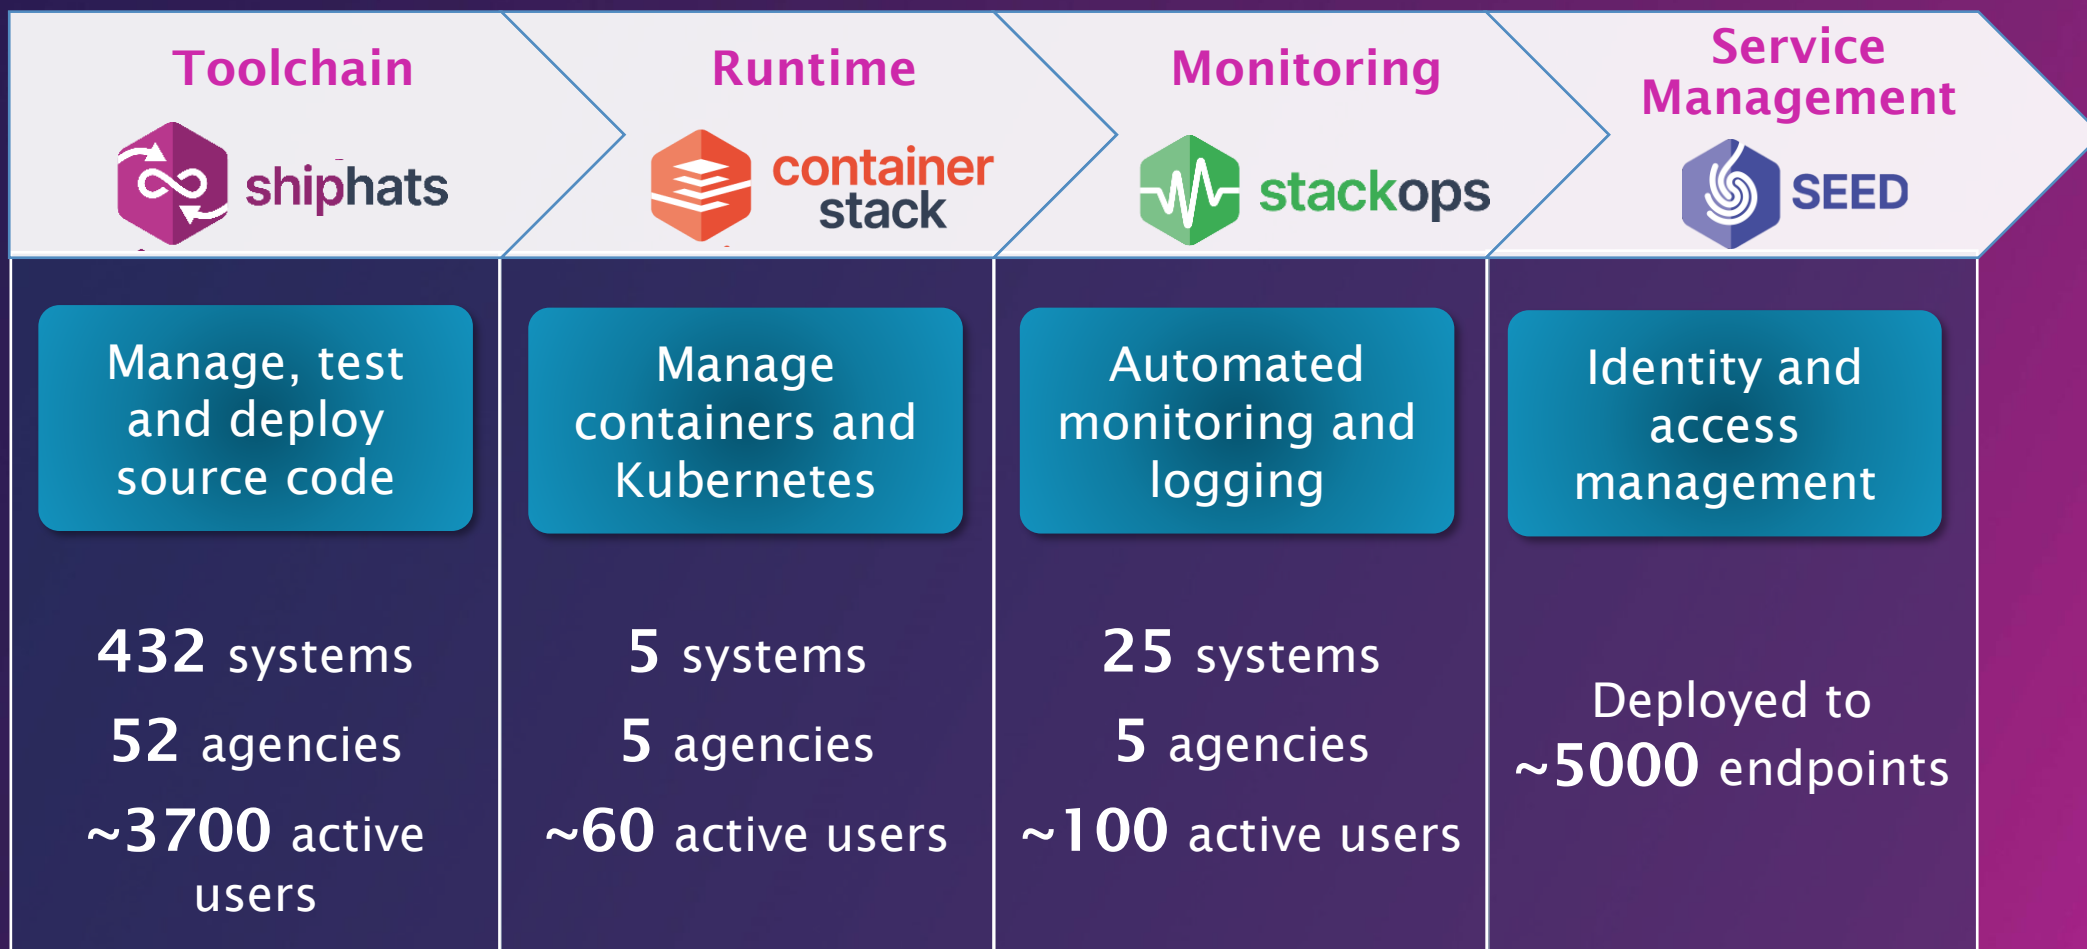 Toolchain
shiphats
Manage, test
and deploy
source code
432 systems
52 agencies
~3700 active
users
Runtime
container
stack
Manage
containers and
Kubernetes
5 systems
5 agencies
~60 active users
Monitoring
stackops
Automated
monitoring and
logging
25 systems
5 agencies
~100 active users
Service
Management
SEED
Identity and
access
management
Deployed to
~5000 endpoints